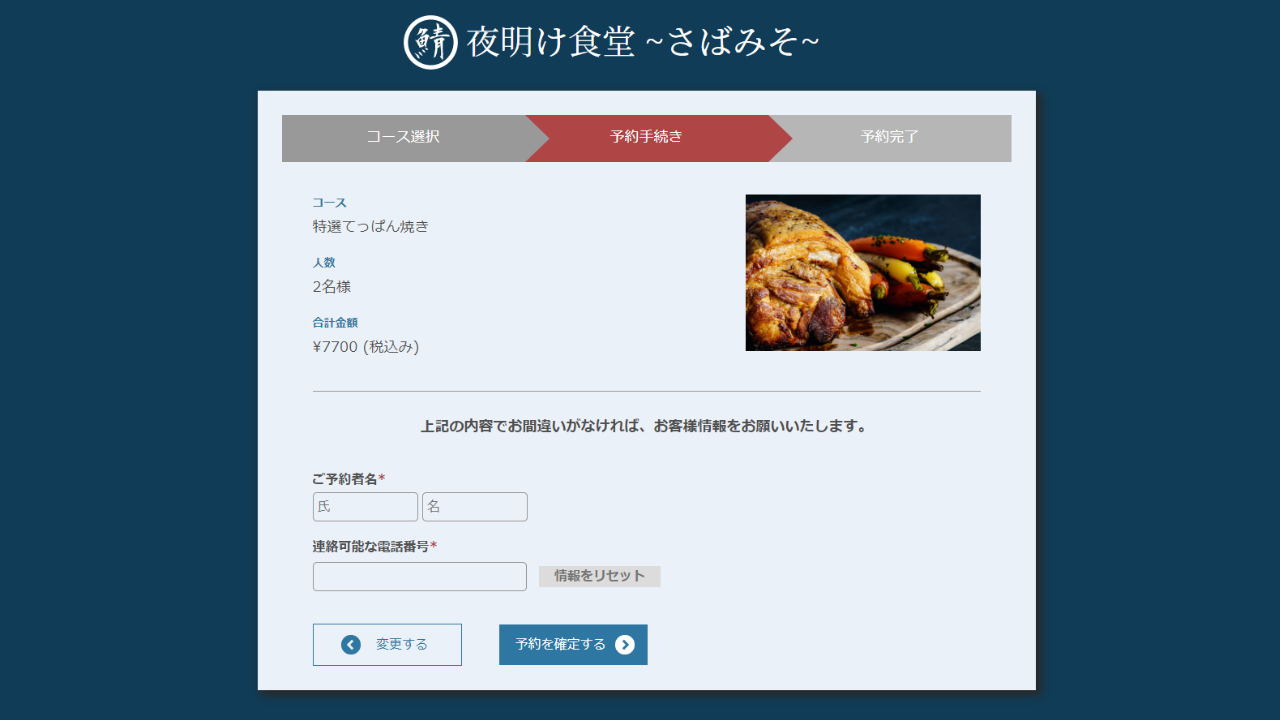 鯖 夜明け食堂 ~さばみそ~
コース選択 予約手続き 予約完了
コース
特選てっぱん焼き
人数
2名様
合計金額
¥7700 (税込み)
上記の内容でお間違いがなければ、お客様情報をお願いいたします。
ご予約者名*
氏 名
連絡可能な電話番号*
情報をリセット
変更する 予約を確定する